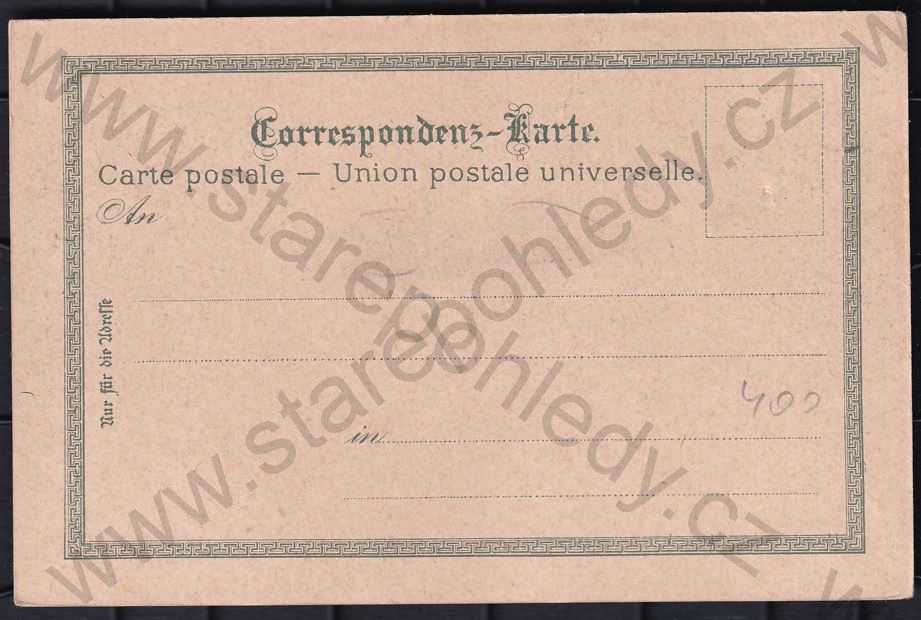 Correspondenz-Karte.
Carte postale — Union postale universelle.
An
Nur für die Adresse
400
in
www.starepohledy.cz
www.starepohledy.cz